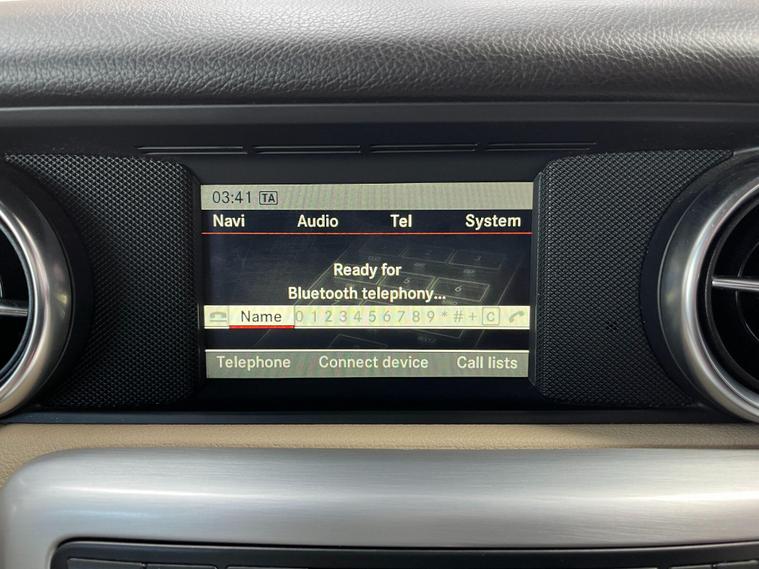 03:41 TA
Navi Audio Tel System
Ready for
Bluetooth telephony...
Name 0 1 2 3 4 5 6 7 8 9 * # + C
Telephone Connect device Call lists